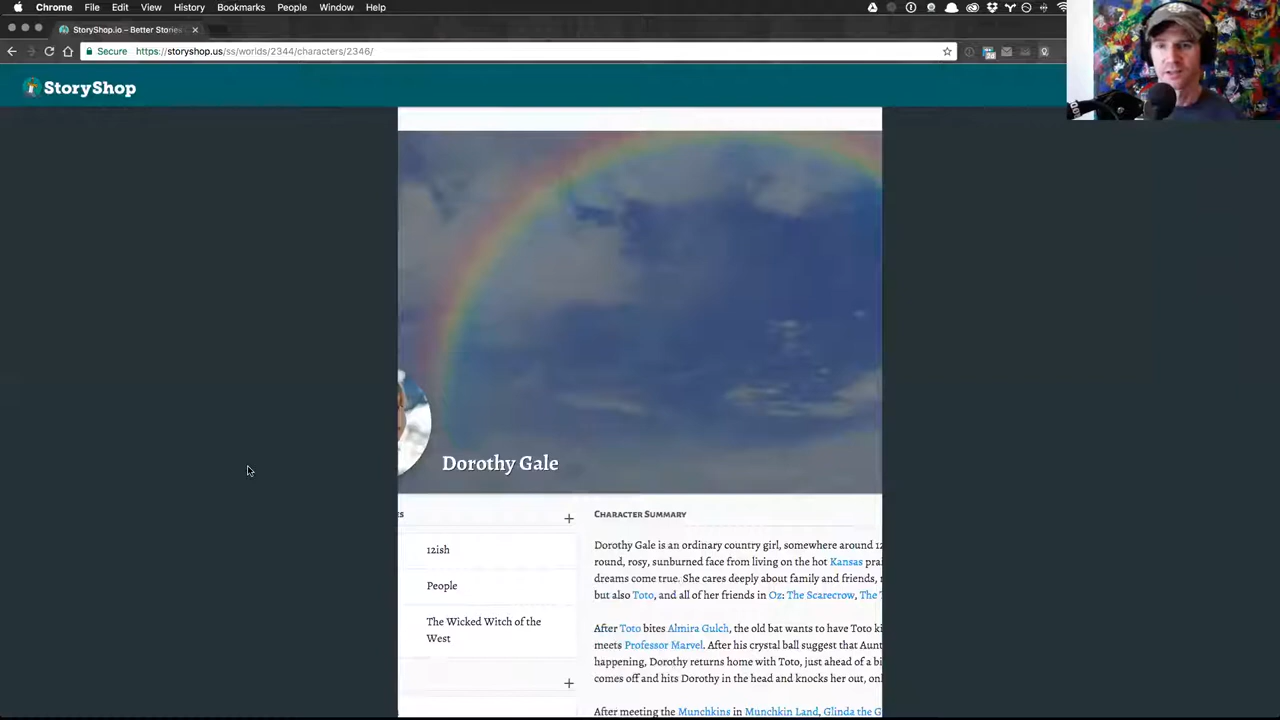 Chrome File Edit View History Bookmarks People Window Help
StoryShop.io – Better Stories
Secure https://storyshop.us/ss/worlds/2344/characters/2346/
StoryShop
Dorothy Gale
+
12ish
People
The Wicked Witch of the
West
+
Character Summary
Dorothy Gale is an ordinary country girl, somewhere around 12
round, rosy, sunburned face from living on the hot Kansas
dreams come true. She cares deeply about family and friends,
but also Toto, and all of her friends in Oz: The Scarecrow, The
After Toto bites Almira Gulch, the old bat wants to have Toto
meets Professor Marvel. After his crystal ball suggest that Aunt
happening, Dorothy returns home with Toto, just ahead of a
comes off and hits Dorothy in the head and knocks her out,
After meeting the Munchkins in Munchkin Land, Glinda the